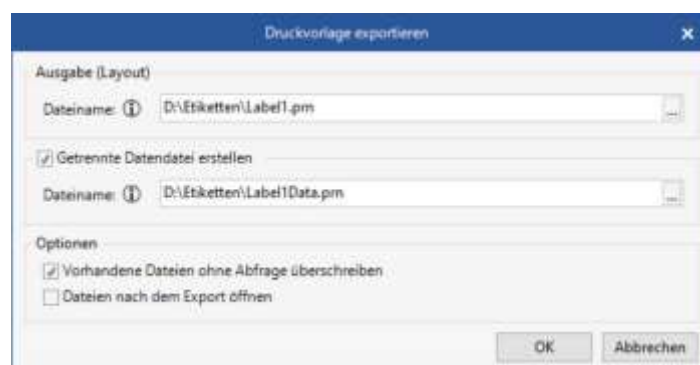 Druckvorlage exportieren
Ausgabe (Layout)
Dateiname: D:\Etiketten\Label1.prn ...
Getrennte Datendatei erstellen
Dateiname: D:\Etiketten\Label1Data.prn ...
Optionen
Vorhandene Dateien ohne Abfrage überschreiben
Dateien nach dem Export öffnen
OK Abbrechen